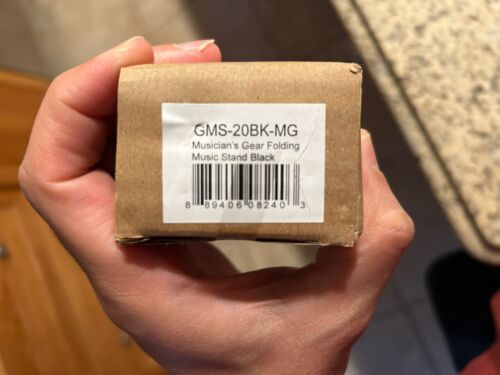 GMS-20BK-MG
Musician's Gear Folding
Music Stand Black
8 89406 08240 3